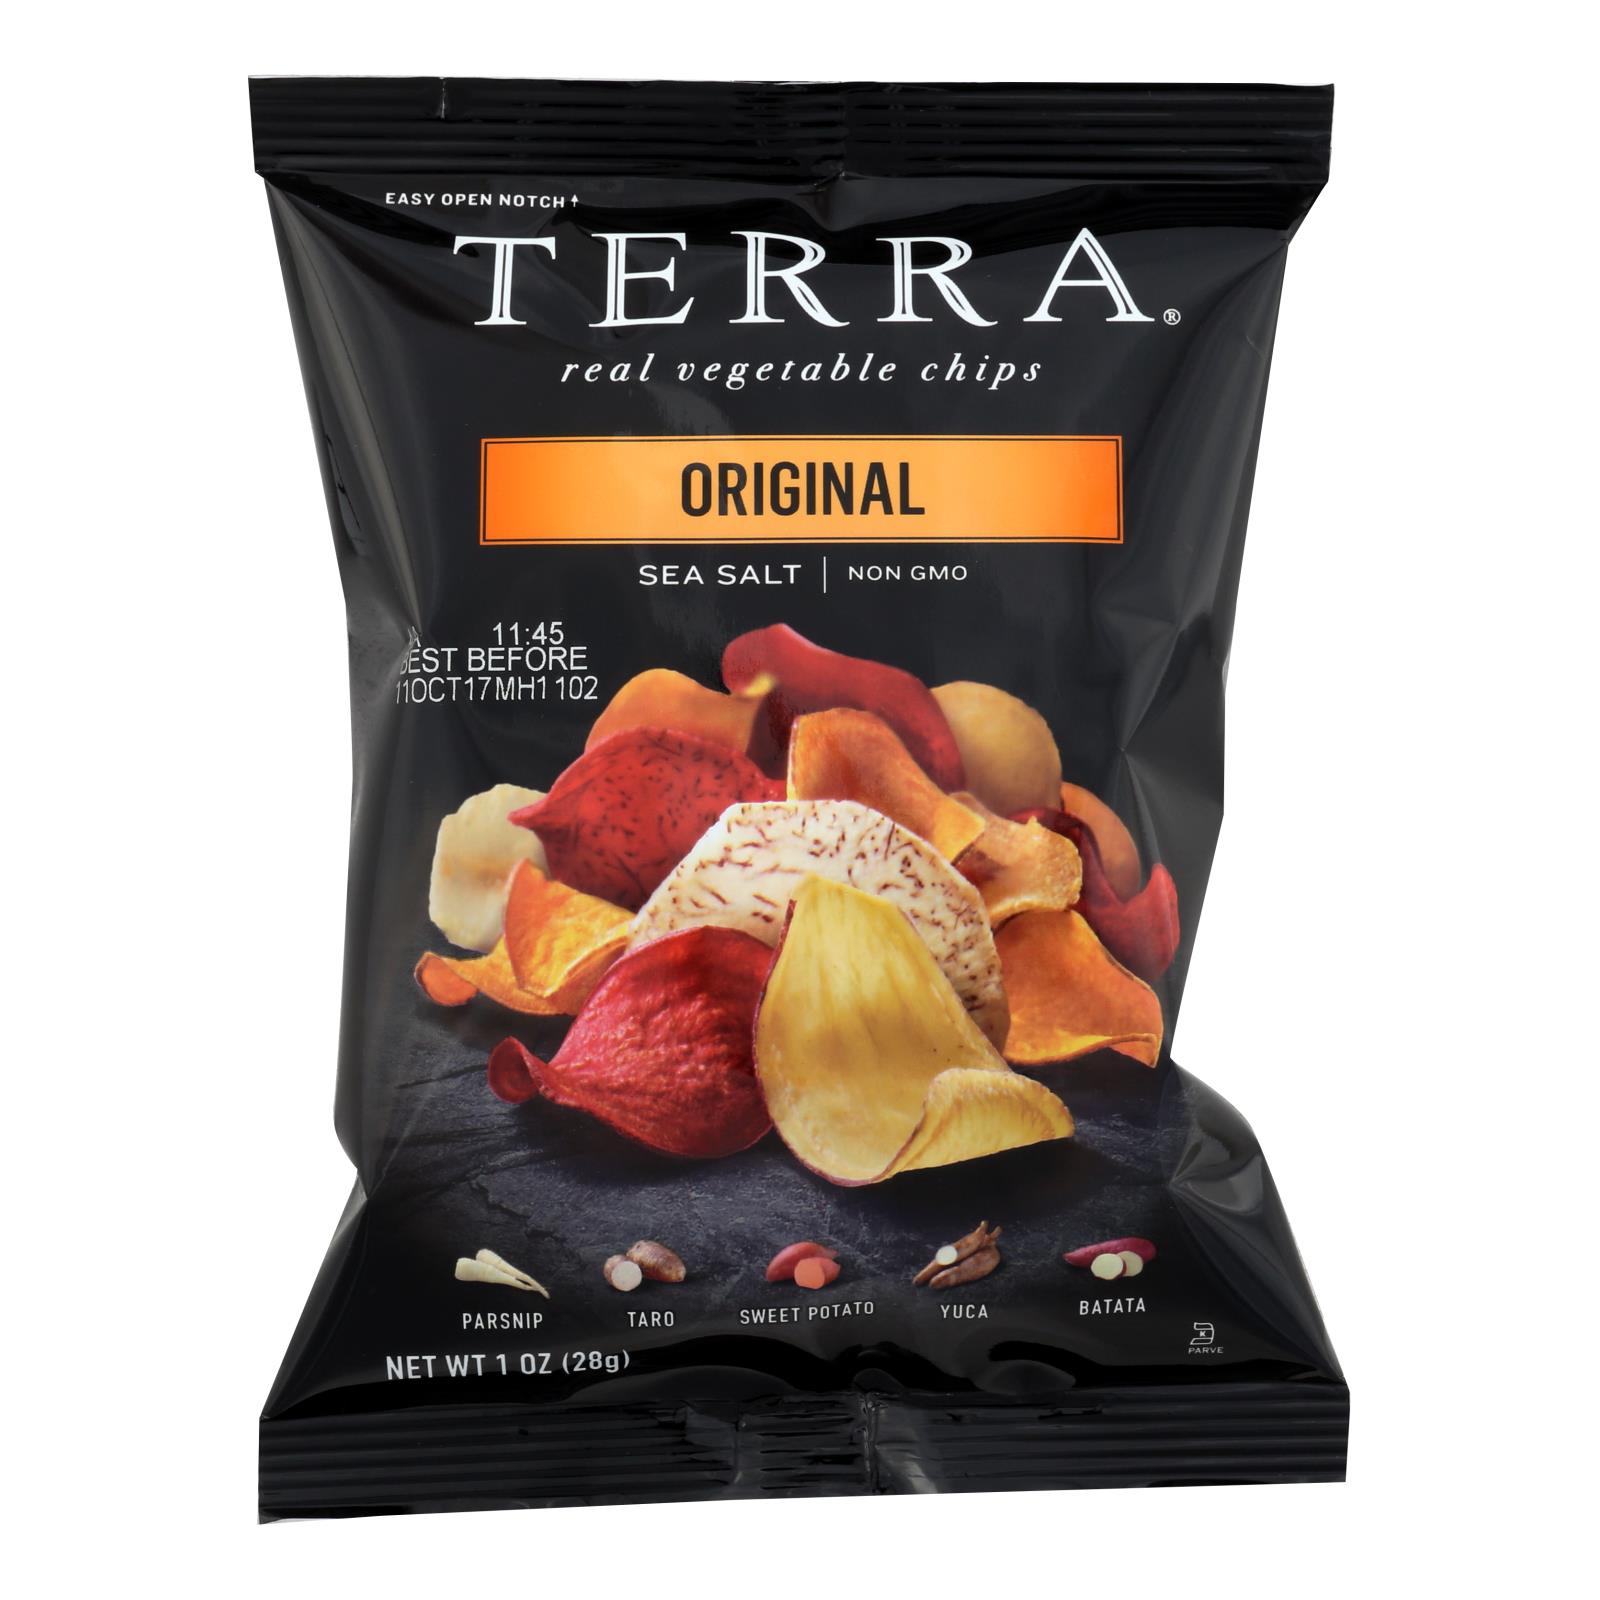 EASY OPEN NOTCH
TERRA®
real vegetable chips
ORIGINAL
SEA SALT | NON GMO
11:45
BEST BEFORE
11OCT17MH1 102
PARSNIP
TARO
SWEET POTATO
YUCA
BATATA
NET WT 1 OZ (28g)
K
PARVE